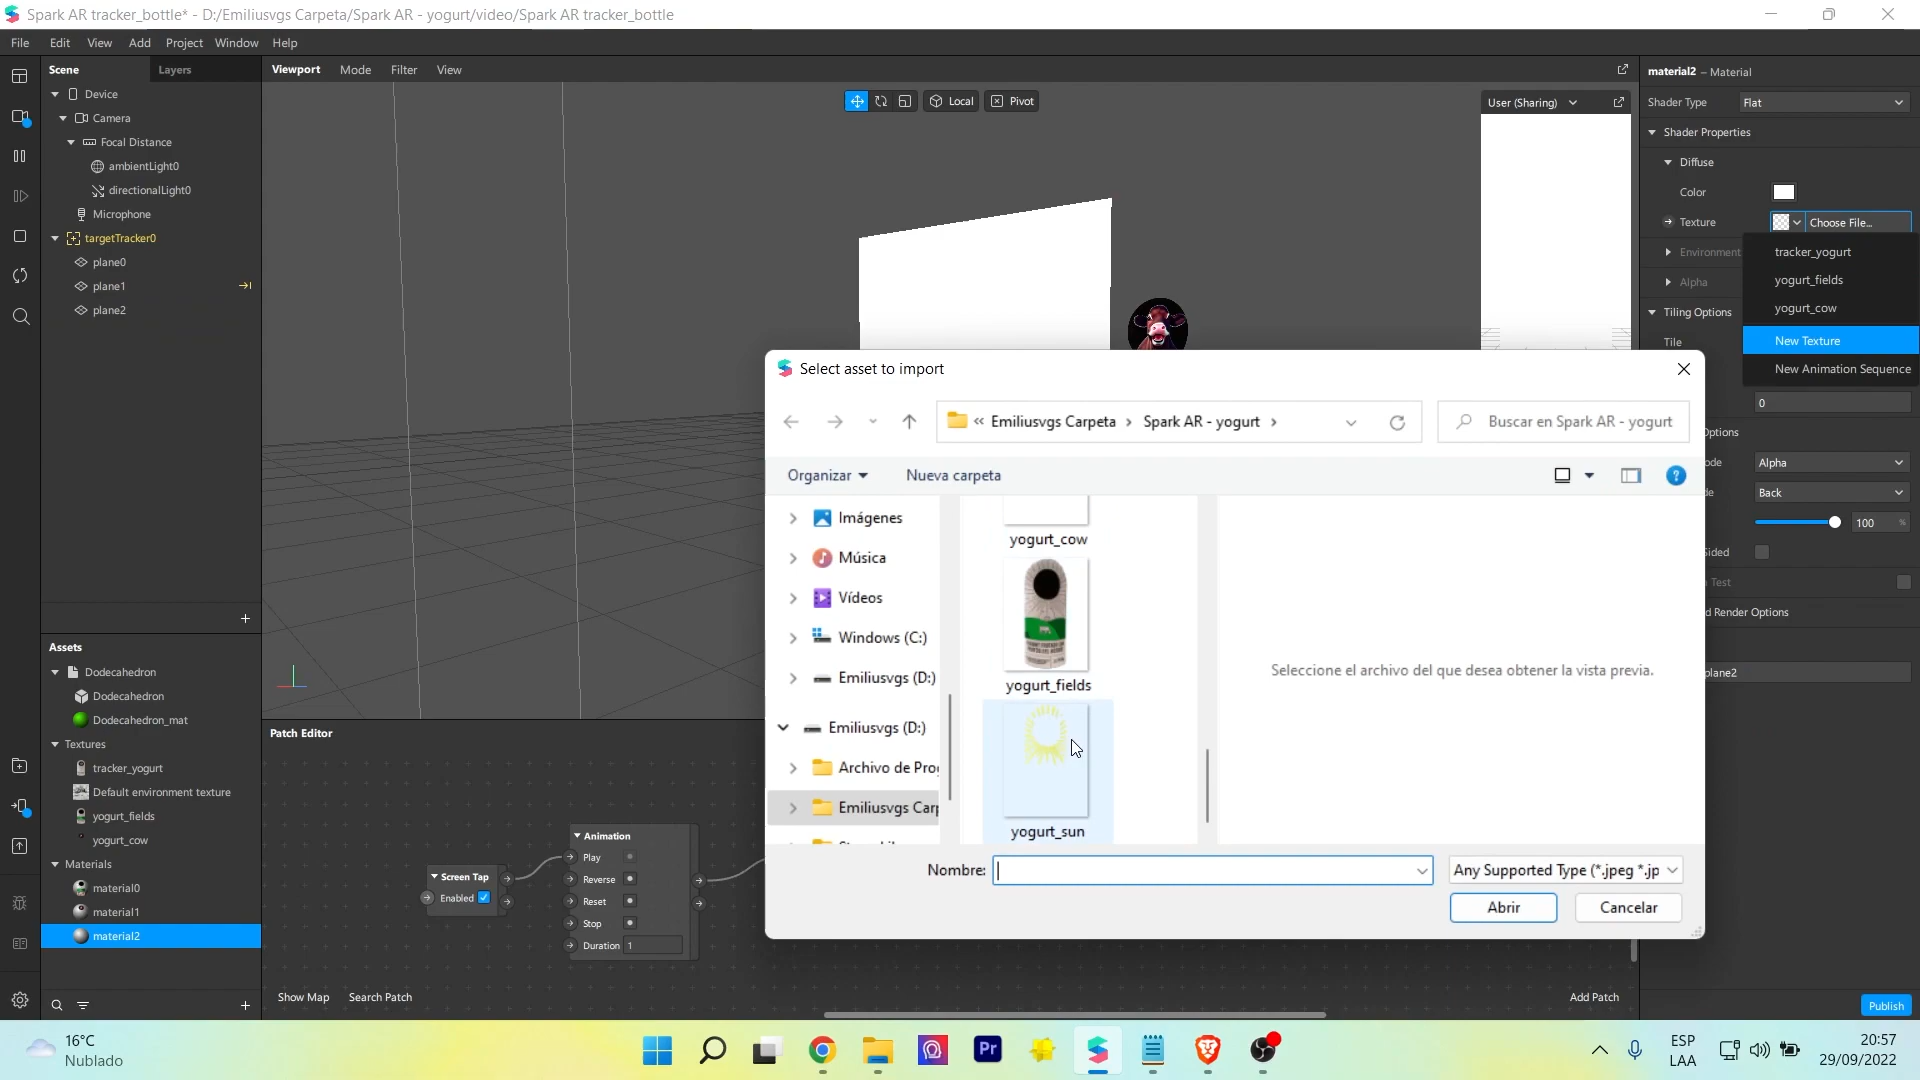 Spark AR tracker_bottle* - D:/Emiliusvgs Carpeta/Spark AR - yogurt/video/Spark AR tracker_bottle
File Edit View Add Project Window Help
Scene Layers
Device
Camera
Focal Distance
ambientLight0
directionalLight0
Microphone
targetTracker0
plane0
plane1
plane2
Viewport Mode Filter View
Local Pivot
User (Sharing)
material2 – Material
Shader Type Flat
Shader Properties
Diffuse
Color
Texture Choose File...
Environment
Alpha
Tiling Options
Tile
tracker_yogurt
yogurt_fields
yogurt_cow
New Texture
New Animation Sequence
0
Options
Alpha
Back
100 %
Sided
Test
Render Options
plane2
Select asset to import
« Emiliusvgs Carpeta › Spark AR - yogurt ›
Buscar en Spark AR - yogurt
Organizar Nueva carpeta
Imágenes
Música
Vídeos
Windows (C:)
Emiliusvgs (D:)
Emiliusvgs (D:)
Archivo de Pro
Emiliusvgs Carp
yogurt_cow
yogurt_fields
yogurt_sun
Seleccione el archivo del que desea obtener la vista previa.
Nombre:
Any Supported Type (*.jpeg *.jp
Abrir Cancelar
Assets
Dodecahedron
Dodecahedron
Dodecahedron_mat
Textures
tracker_yogurt
Default environment texture
yogurt_fields
yogurt_cow
Materials
material0
material1
material2
Patch Editor
Screen Tap
Enabled
Animation
Play
Reverse
Reset
Stop
Duration 1
Show Map Search Patch
Add Patch
Publish
16°C
Nublado
Pr
ESP
LAA
20:57
29/09/2022